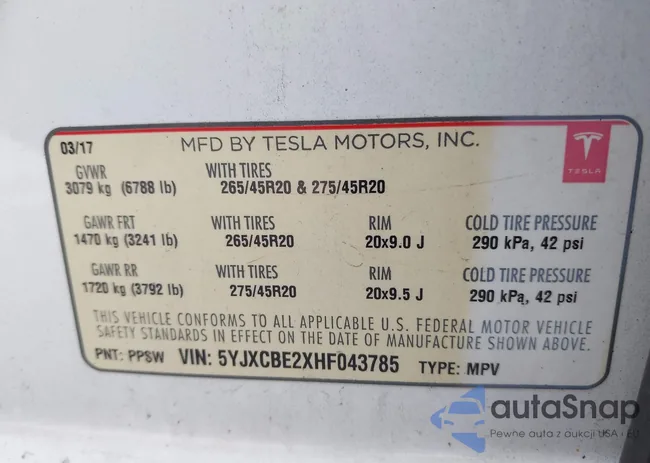 03/17 MFD BY TESLA MOTORS, INC.
TESLA
GVWR WITH TIRES
3079 kg (6788 lb) 265/45R20 & 275/45R20
GAWR FRT WITH TIRES RIM COLD TIRE PRESSURE
1470 kg (3241 lb) 265/45R20 20x9.0 J 290 kPa, 42 psi
GAWR RR WITH TIRES RIM COLD TIRE PRESSURE
1720 kg (3792 lb) 275/45R20 20x9.5 J 290 kPa, 42 psi
THIS VEHICLE CONFORMS TO ALL APPLICABLE U.S. FEDERAL MOTOR VEHICLE
SAFETY STANDARDS IN EFFECT ON THE DATE OF MANUFACTURE SHOWN ABOVE.
PNT: PPSW VIN: 5YJXCBE2XHF043785 TYPE: MPV
autaSnap
Pewne auta z aukcji USA i EU